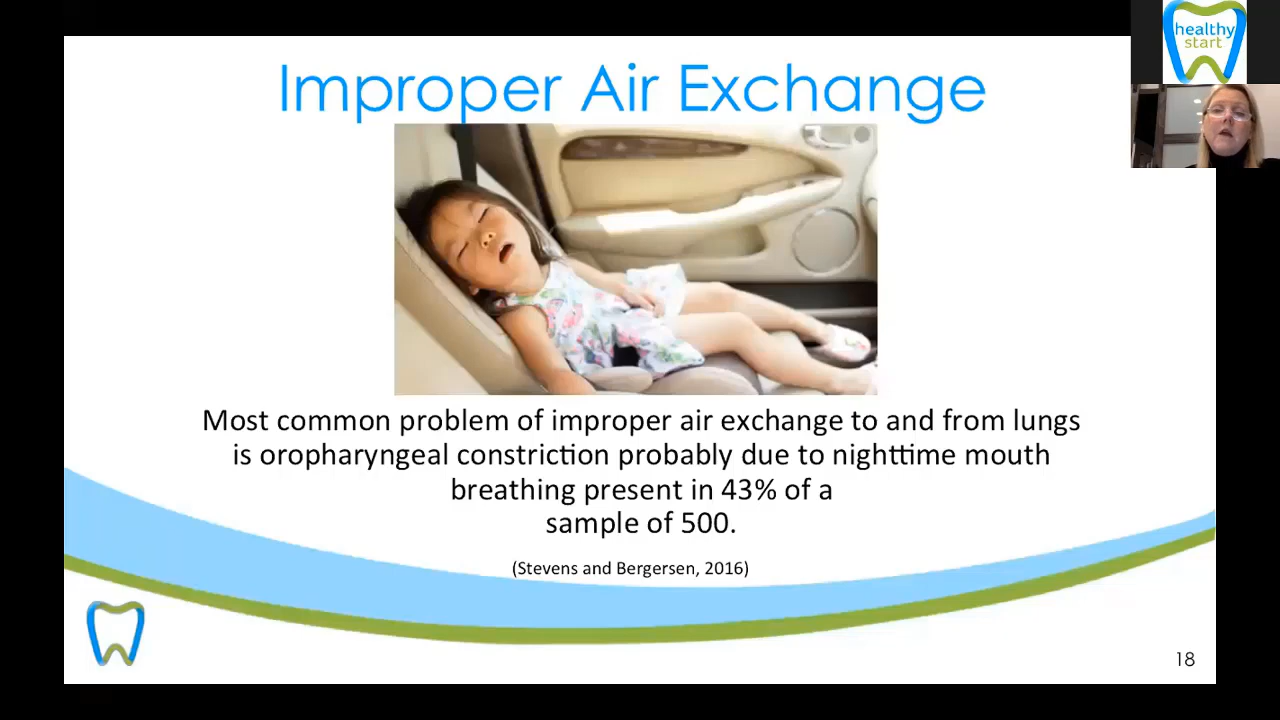 healthy
start
Improper Air Exchange
Most common problem of improper air exchange to and from lungs
is oropharyngeal constriction probably due to nighttime mouth
breathing present in 43% of a
sample of 500.
(Stevens and Bergersen, 2016)
18